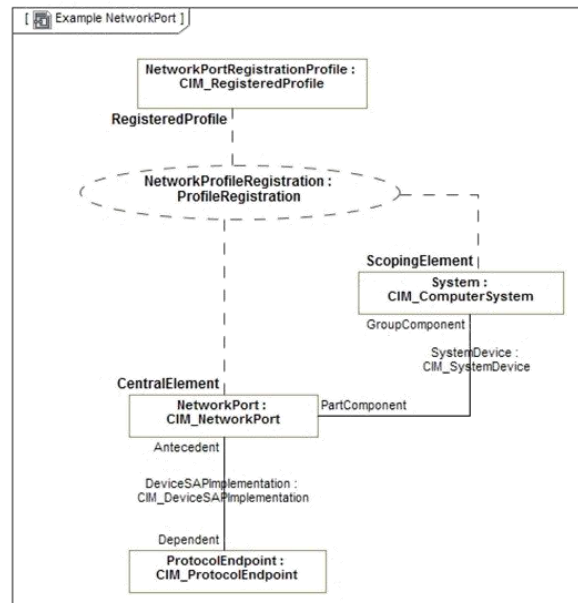 [ Example NetworkPort ]
NetworkPortRegistrationProfile :
CIM_RegisteredProfile
RegisteredProfile
NetworkProfileRegistration :
ProfileRegistration
ScopingElement
System :
CIM_ComputerSystem
GroupComponent
SystemDevice :
CIM_SystemDevice
CentralElement
NetworkPort :
CIM_NetworkPort
PartComponent
Antecedent
DeviceSAPImplementation :
CIM_DeviceSAPImplementation
Dependent
ProtocolEndpoint :
CIM_ProtocolEndpoint